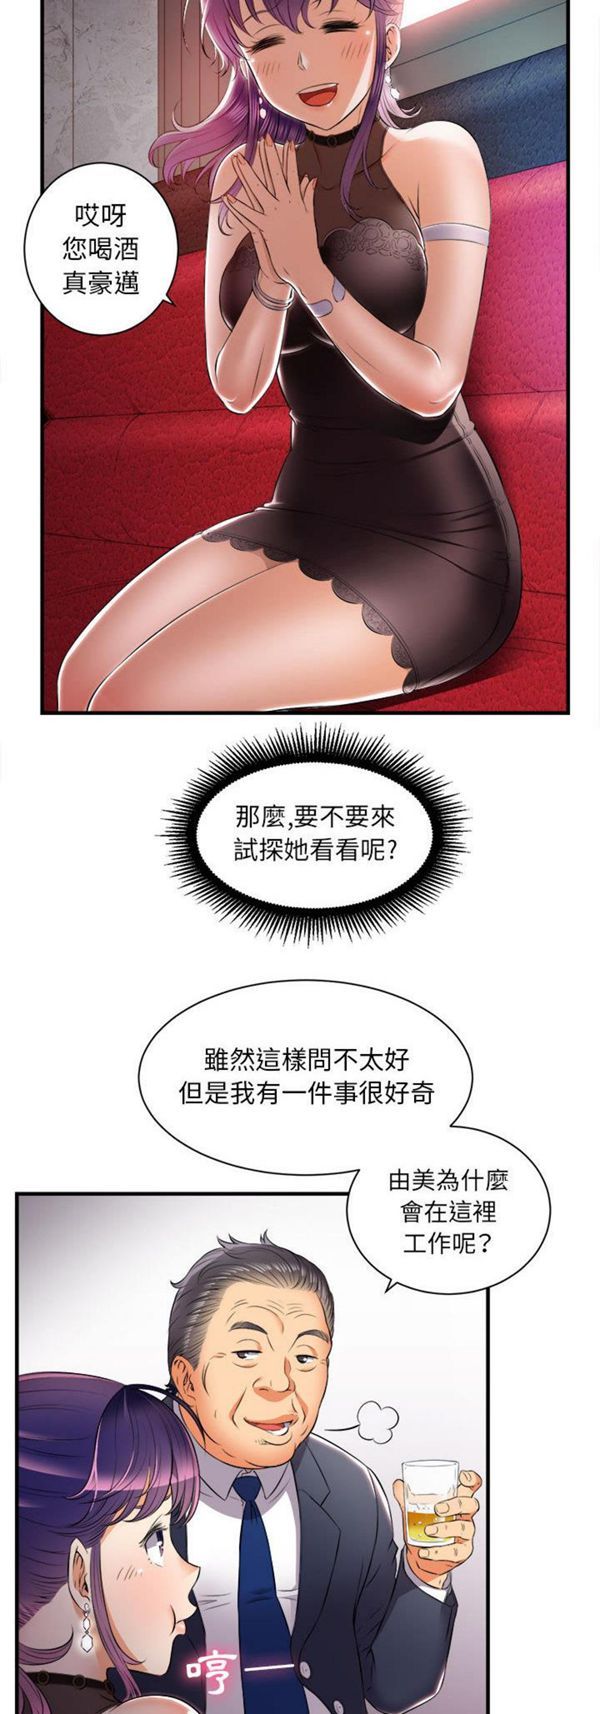 哎呀
您喝酒
真豪邁
那麼,要不要來
試探她看看呢?
雖然這樣問不太好
但是我有一件事很好奇
由美為什麼
會在這裡
工作呢?
哼一